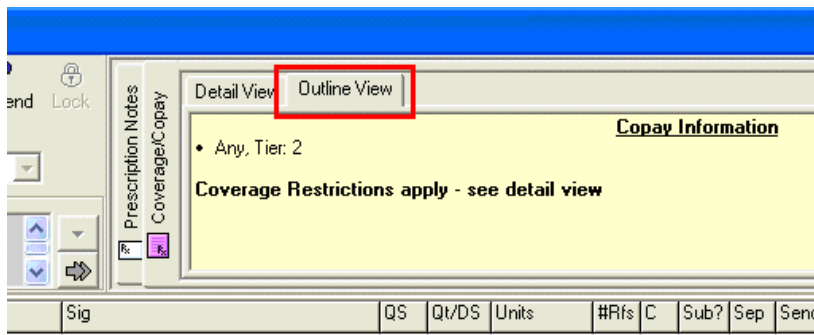 end Lock
Prescription Notes
Coverage/Copay
Detail View Outline View
Copay Information
• Any, Tier: 2
Coverage Restrictions apply - see detail view
Sig QS Qt/DS Units #Rfs C Sub? Sep Send